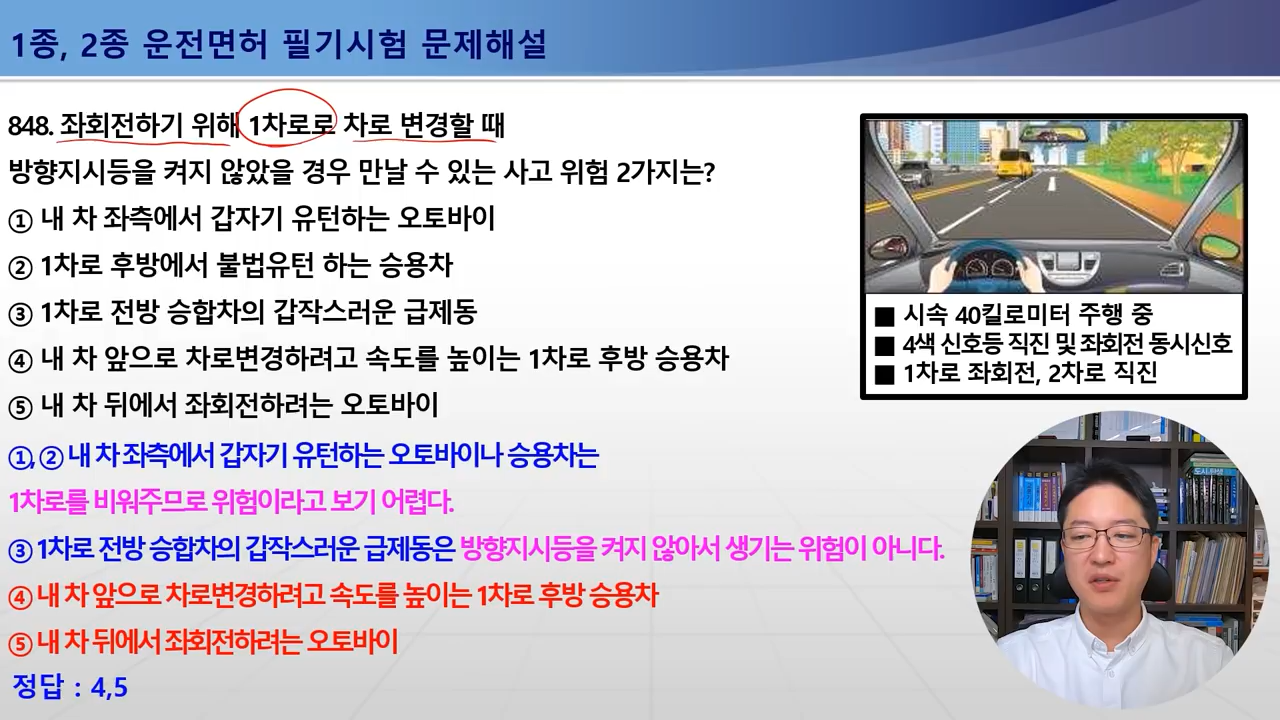 1종, 2종 운전면허 필기시험 문제해설
848. 좌회전하기 위해 1차로로 차로 변경할 때
방향지시등을 켜지 않았을 경우 만날 수 있는 사고 위험 2가지는?
① 내 차 좌측에서 갑자기 유턴하는 오토바이
② 1차로 후방에서 불법유턴 하는 승용차
③ 1차로 전방 승합차의 갑작스러운 급제동
④ 내 차 앞으로 차로변경하려고 속도를 높이는 1차로 후방 승용차
⑤ 내 차 뒤에서 좌회전하려는 오토바이
■ 시속 40킬로미터 주행 중
■ 4색 신호등 직진 및 좌회전 동시신호
■ 1차로 좌회전, 2차로 직진
①, ② 내 차 좌측에서 갑자기 유턴하는 오토바이나 승용차는
1차로를 비워주므로 위험이라고 보기 어렵다.
③ 1차로 전방 승합차의 갑작스러운 급제동은 방향지시등을 켜지 않아서 생기는 위험이 아니다.
④ 내 차 앞으로 차로변경하려고 속도를 높이는 1차로 후방 승용차
⑤ 내 차 뒤에서 좌회전하려는 오토바이
정답 : 4,5